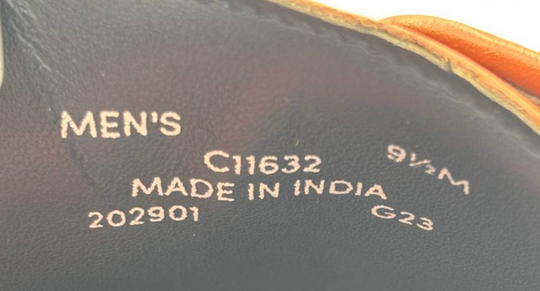 MEN'S
C11632 9½M
MADE IN INDIA
202901 G23